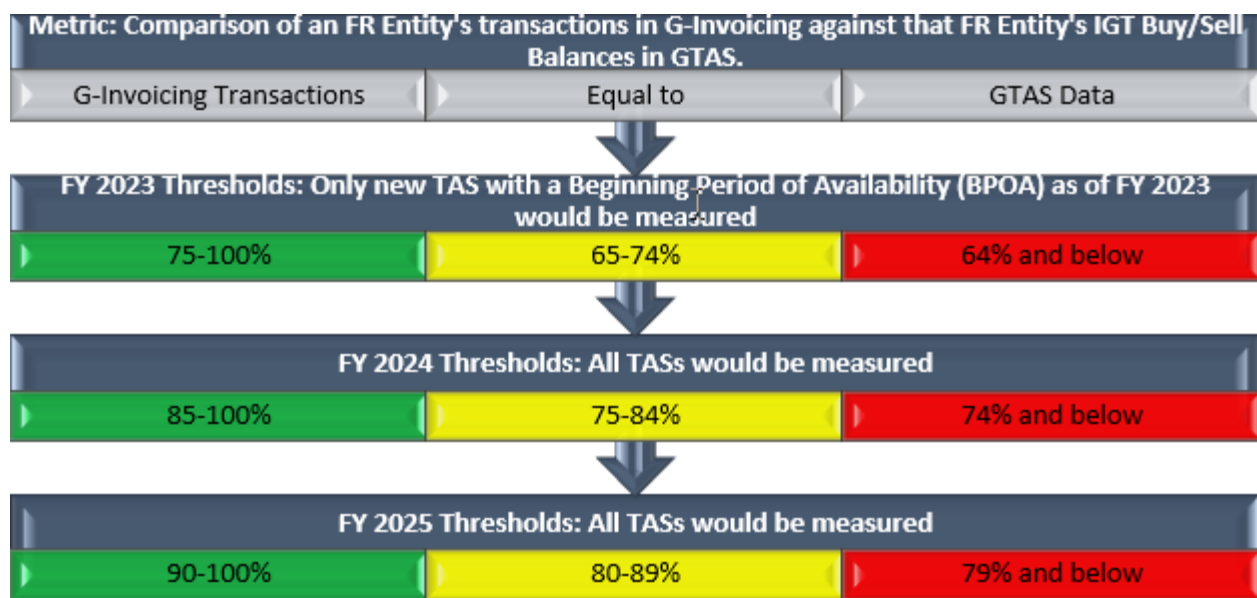 Metric: Comparison of an FR Entity's transactions in G-Invoicing against that FR Entity's IGT Buy/Sell
Balances in GTAS.
G-Invoicing Transactions
Equal to
GTAS Data
FY 2023 Thresholds: Only new TAS with a Beginning Period of Availability (BPOA) as of FY 2023
would be measured
75-100%
65-74%
64% and below
FY 2024 Thresholds: All TASs would be measured
85-100%
75-84%
74% and below
FY 2025 Thresholds: All TASs would be measured
90-100%
80-89%
79% and below